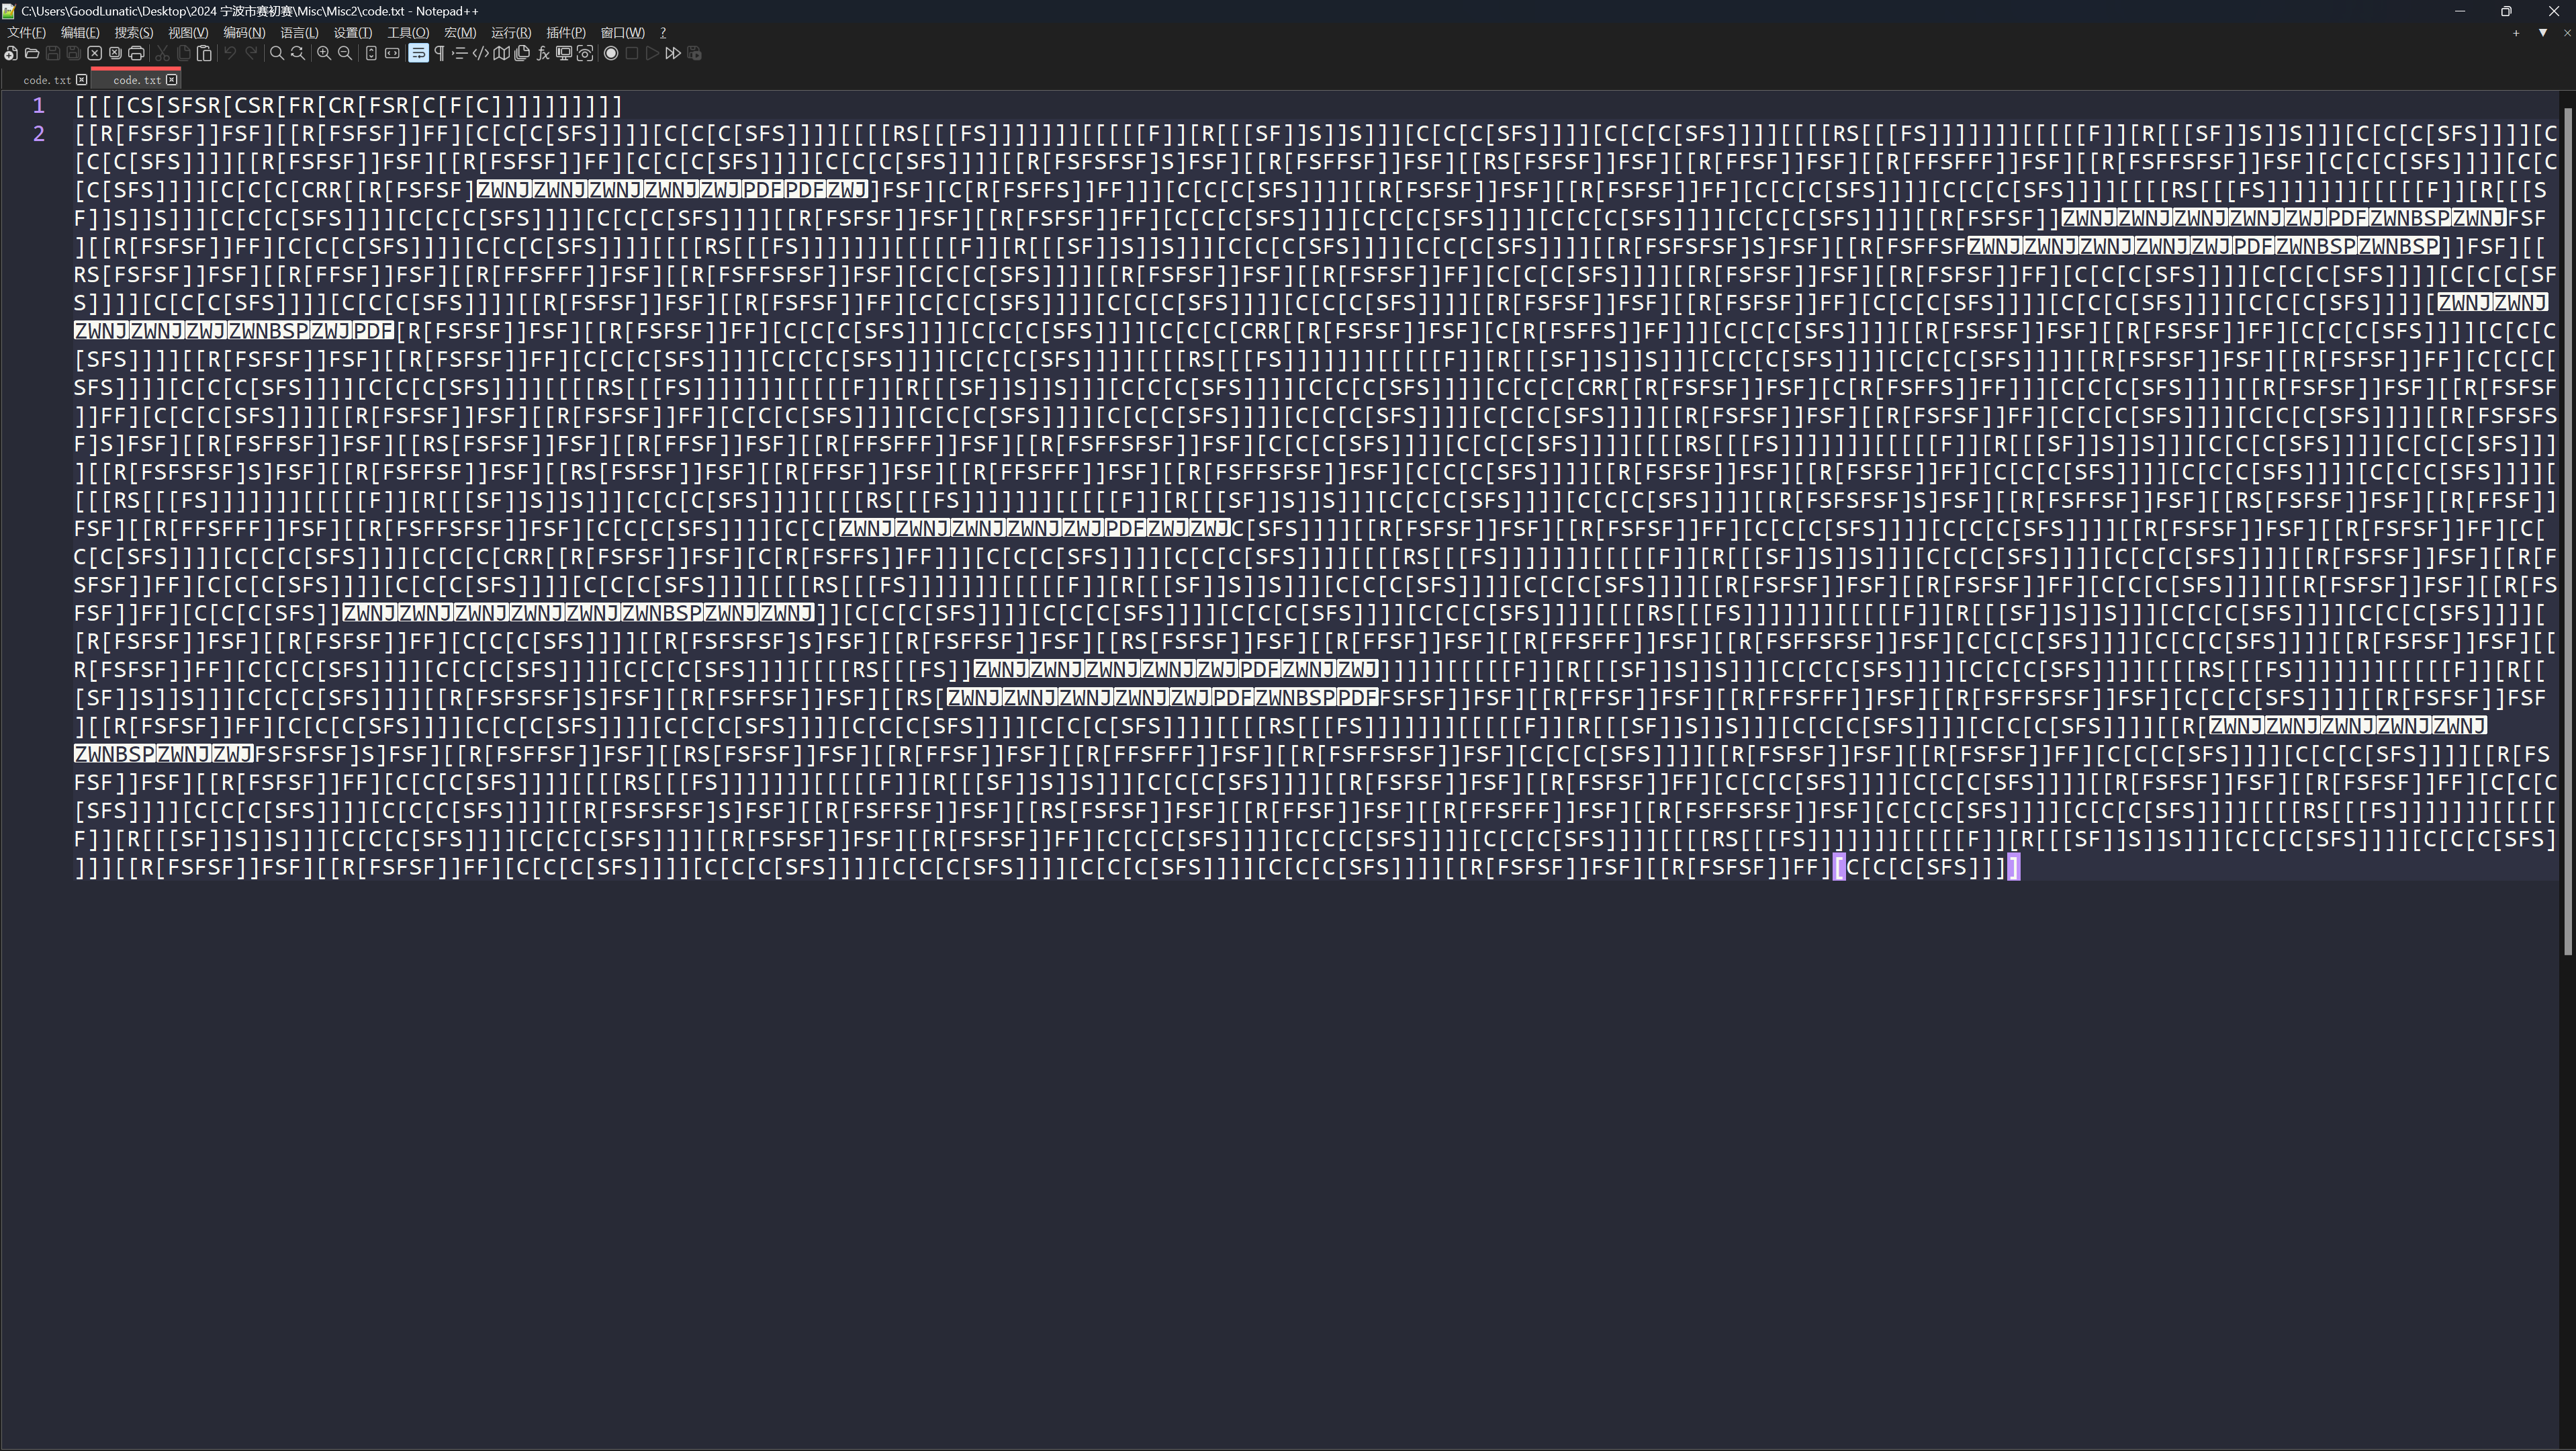 C:\Users\GoodLunatic\Desktop\2024 宁波市赛初赛\Misc\Misc2\code.txt - Notepad++
文件(F) 编辑(E) 搜索(S) 视图(V) 编码(N) 语言(L) 设置(T) 工具(O) 宏(M) 运行(R) 插件(P) 窗口(W) ?
code.txt code.txt
1 [[[[CS[SFSR[CSR[FR[CR[FSR[C[F[C]]]]]]]]]]
2 [[R[FSFSF]]FSF][[R[FSFSF]]FF][C[C[C[SFS]]]][C[C[C[SFS]]]][[[[RS[[[FS]]]]]]][[[[[F]][R[[[SF]]S]]S]]][C[C[C[SFS]]]][C[C[C[SFS]]]][[[[RS[[[FS]]]]]]][[[[[F]][R[[[SF]]S]]S]]][C[C[C[SFS]]]][C
[C[C[SFS]]]][[R[FSFSF]]FSF][[R[FSFSF]]FF][C[C[C[SFS]]]][C[C[C[SFS]]]][[R[FSFSFSF]S]FSF][[R[FSFFSF]]FSF][[RS[FSFSF]]FSF][[R[FFSF]]FSF][[R[FFSFFF]]FSF][[R[FSFFSFSF]]FSF][C[C[C[SFS]]]][C[C
[C[SFS]]]][C[C[C[CRR[[R[FSFSF]ZWNJZWNJZWNJZWNJZWJPDFPDFZWJ]FSF][C[R[FSFFS]]FF]]][C[C[C[SFS]]]][[R[FSFSF]]FSF][[R[FSFSF]]FF][C[C[C[SFS]]]][C[C[C[SFS]]]][[[[RS[[[FS]]]]]]][[[[[F]][R[[[S
F]]S]]S]]][C[C[C[SFS]]]][C[C[C[SFS]]]][C[C[C[SFS]]]][[R[FSFSF]]FSF][[R[FSFSF]]FF][C[C[C[SFS]]]][C[C[C[SFS]]]][C[C[C[SFS]]]][C[C[C[SFS]]]][[R[FSFSF]]ZWNJZWNJZWNJZWNJZWJPDFZWNBSPZWNJFSF
][[R[FSFSF]]FF][C[C[C[SFS]]]][C[C[C[SFS]]]][[[[RS[[[FS]]]]]]][[[[[F]][R[[[SF]]S]]S]]][C[C[C[SFS]]]][C[C[C[SFS]]]][[R[FSFSFSF]S]FSF][[R[FSFFSFZWNJZWNJZWNJZWNJZWJPDFZWNBSPZWNBSP]]FSF][[
RS[FSFSF]]FSF][[R[FFSF]]FSF][[R[FFSFFF]]FSF][[R[FSFFSFSF]]FSF][C[C[C[SFS]]]][[R[FSFSF]]FSF][[R[FSFSF]]FF][C[C[C[SFS]]]][[R[FSFSF]]FSF][[R[FSFSF]]FF][C[C[C[SFS]]]][C[C[C[SFS]]]][C[C[C[SF
S]]]][C[C[C[SFS]]]][C[C[C[SFS]]]][[R[FSFSF]]FSF][[R[FSFSF]]FF][C[C[C[SFS]]]][C[C[C[SFS]]]][C[C[C[SFS]]]][[R[FSFSF]]FSF][[R[FSFSF]]FF][C[C[C[SFS]]]][C[C[C[SFS]]]][C[C[C[SFS]]]][ZWNJZWNJ
ZWNJZWNJZWJZWNBSPZWJPDF[R[FSFSF]]FSF][[R[FSFSF]]FF][C[C[C[SFS]]]][C[C[C[SFS]]]][C[C[C[CRR[[R[FSFSF]]FSF][C[R[FSFFS]]FF]]][C[C[C[SFS]]]][[R[FSFSF]]FSF][[R[FSFSF]]FF][C[C[C[SFS]]]][C[C[C
[SFS]]]][[R[FSFSF]]FSF][[R[FSFSF]]FF][C[C[C[SFS]]]][C[C[C[SFS]]]][C[C[C[SFS]]]][[[[RS[[[FS]]]]]]][[[[[F]][R[[[SF]]S]]S]]][C[C[C[SFS]]]][C[C[C[SFS]]]][[R[FSFSF]]FSF][[R[FSFSF]]FF][C[C[C[
SFS]]]][C[C[C[SFS]]]][C[C[C[SFS]]]][[[[RS[[[FS]]]]]]][[[[[F]][R[[[SF]]S]]S]]][C[C[C[SFS]]]][C[C[C[SFS]]]][C[C[C[CRR[[R[FSFSF]]FSF][C[R[FSFFS]]FF]]][C[C[C[SFS]]]][[R[FSFSF]]FSF][[R[FSFSF
]]FF][C[C[C[SFS]]]][[R[FSFSF]]FSF][[R[FSFSF]]FF][C[C[C[SFS]]]][C[C[C[SFS]]]][C[C[C[SFS]]]][C[C[C[SFS]]]][C[C[C[SFS]]]][[R[FSFSF]]FSF][[R[FSFSF]]FF][C[C[C[SFS]]]][C[C[C[SFS]]]][[R[FSFSFS
F]S]FSF][[R[FSFFSF]]FSF][[RS[FSFSF]]FSF][[R[FFSF]]FSF][[R[FFSFFF]]FSF][[R[FSFFSFSF]]FSF][C[C[C[SFS]]]][C[C[C[SFS]]]][[[[RS[[[FS]]]]]]][[[[[F]][R[[[SF]]S]]S]]][C[C[C[SFS]]]][C[C[C[SFS]]]
][[R[FSFSFSF]S]FSF][[R[FSFFSF]]FSF][[RS[FSFSF]]FSF][[R[FFSF]]FSF][[R[FFSFFF]]FSF][[R[FSFFSFSF]]FSF][C[C[C[SFS]]]][[R[FSFSF]]FSF][[R[FSFSF]]FF][C[C[C[SFS]]]][C[C[C[SFS]]]][C[C[C[SFS]]]][
[[[RS[[[FS]]]]]]][[[[[F]][R[[[SF]]S]]S]]][C[C[C[SFS]]]][[[[RS[[[FS]]]]]]][[[[[F]][R[[[SF]]S]]S]]][C[C[C[SFS]]]][C[C[C[SFS]]]][[R[FSFSFSF]S]FSF][[R[FSFFSF]]FSF][[RS[FSFSF]]FSF][[R[FFSF]]
FSF][[R[FFSFFF]]FSF][[R[FSFFSFSF]]FSF][C[C[C[SFS]]]][C[C[ZWNJZWNJZWNJZWNJZWJPDFZWJZWJC[SFS]]]][[R[FSFSF]]FSF][[R[FSFSF]]FF][C[C[C[SFS]]]][C[C[C[SFS]]]][[R[FSFSF]]FSF][[R[FSFSF]]FF][C[
C[C[SFS]]]][C[C[C[SFS]]]][C[C[C[CRR[[R[FSFSF]]FSF][C[R[FSFFS]]FF]]][C[C[C[SFS]]]][C[C[C[SFS]]]][[[[RS[[[FS]]]]]]][[[[[F]][R[[[SF]]S]]S]]][C[C[C[SFS]]]][C[C[C[SFS]]]][[R[FSFSF]]FSF][[R[F
SFSF]]FF][C[C[C[SFS]]]][C[C[C[SFS]]]][C[C[C[SFS]]]][[[[RS[[[FS]]]]]]][[[[[F]][R[[[SF]]S]]S]]][C[C[C[SFS]]]][C[C[C[SFS]]]][[R[FSFSF]]FSF][[R[FSFSF]]FF][C[C[C[SFS]]]][[R[FSFSF]]FSF][[R[FS
FSF]]FF][C[C[C[SFS]]ZWNJZWNJZWNJZWNJZWNJZWNBSPZWNJZWNJ]][C[C[C[SFS]]]][C[C[C[SFS]]]][C[C[C[SFS]]]][C[C[C[SFS]]]][[[[RS[[[FS]]]]]]][[[[[F]][R[[[SF]]S]]S]]][C[C[C[SFS]]]][C[C[C[SFS]]]][
[R[FSFSF]]FSF][[R[FSFSF]]FF][C[C[C[SFS]]]][[R[FSFSFSF]S]FSF][[R[FSFFSF]]FSF][[RS[FSFSF]]FSF][[R[FFSF]]FSF][[R[FFSFFF]]FSF][[R[FSFFSFSF]]FSF][C[C[C[SFS]]]][C[C[C[SFS]]]][[R[FSFSF]]FSF][[
R[FSFSF]]FF][C[C[C[SFS]]]][C[C[C[SFS]]]][C[C[C[SFS]]]][[[[RS[[[FS]]ZWNJZWNJZWNJZWNJZWJPDFZWNJZWJ]]]]][[[[[F]][R[[[SF]]S]]S]]][C[C[C[SFS]]]][C[C[C[SFS]]]][[[[RS[[[FS]]]]]]][[[[[F]][R[[
[SF]]S]]S]]][C[C[C[SFS]]]][[R[FSFSFSF]S]FSF][[R[FSFFSF]]FSF][[RS[ZWNJZWNJZWNJZWNJZWJPDFZWNBSPPDFFSFSF]]FSF][[R[FFSF]]FSF][[R[FFSFFF]]FSF][[R[FSFFSFSF]]FSF][C[C[C[SFS]]]][[R[FSFSF]]FSF
][[R[FSFSF]]FF][C[C[C[SFS]]]][C[C[C[SFS]]]][C[C[C[SFS]]]][C[C[C[SFS]]]][C[C[C[SFS]]]][[[[RS[[[FS]]]]]]][[[[[F]][R[[[SF]]S]]S]]][C[C[C[SFS]]]][C[C[C[SFS]]]][[R[ZWNJZWNJZWNJZWNJZWNJ
ZWNBSPZWNJZWJFSFSFSF]S]FSF][[R[FSFFSF]]FSF][[RS[FSFSF]]FSF][[R[FFSF]]FSF][[R[FFSFFF]]FSF][[R[FSFFSFSF]]FSF][C[C[C[SFS]]]][[R[FSFSF]]FSF][[R[FSFSF]]FF][C[C[C[SFS]]]][C[C[C[SFS]]]][[R[FS
FSF]]FSF][[R[FSFSF]]FF][C[C[C[SFS]]]][[[[RS[[[FS]]]]]]][[[[[F]][R[[[SF]]S]]S]]][C[C[C[SFS]]]][[R[FSFSF]]FSF][[R[FSFSF]]FF][C[C[C[SFS]]]][C[C[C[SFS]]]][[R[FSFSF]]FSF][[R[FSFSF]]FF][C[C[C
[SFS]]]][C[C[C[SFS]]]][C[C[C[SFS]]]][[R[FSFSFSF]S]FSF][[R[FSFFSF]]FSF][[RS[FSFSF]]FSF][[R[FFSF]]FSF][[R[FFSFFF]]FSF][[R[FSFFSFSF]]FSF][C[C[C[SFS]]]][C[C[C[SFS]]]][[[[RS[[[FS]]]]]]][[[[[
F]][R[[[SF]]S]]S]]][C[C[C[SFS]]]][C[C[C[SFS]]]][[R[FSFSF]]FSF][[R[FSFSF]]FF][C[C[C[SFS]]]][C[C[C[SFS]]]][C[C[C[SFS]]]][[[[RS[[[FS]]]]]]][[[[[F]][R[[[SF]]S]]S]]][C[C[C[SFS]]]][C[C[C[SFS]
]]][[R[FSFSF]]FSF][[R[FSFSF]]FF][C[C[C[SFS]]]][C[C[C[SFS]]]][C[C[C[SFS]]]][C[C[C[SFS]]]][C[C[C[SFS]]]][[R[FSFSF]]FSF][[R[FSFSF]]FF][C[C[C[SFS]]]]